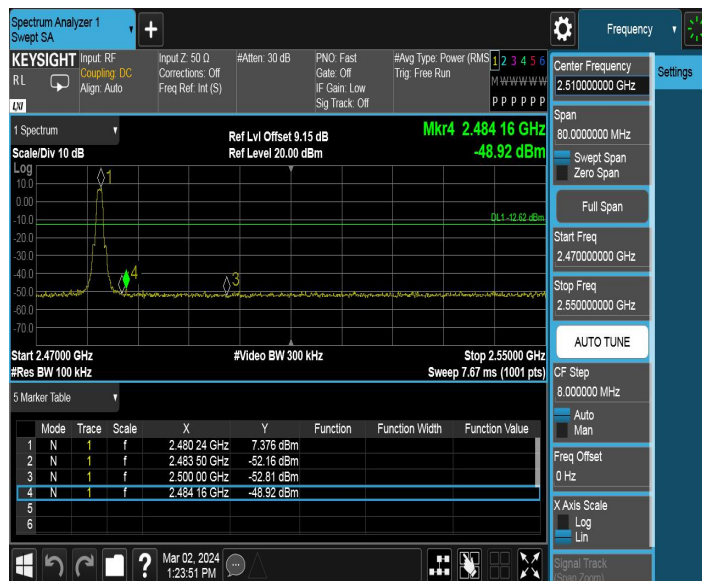 Spectrum Analyzer 1
Swept SA
+
Frequency
KEYSIGHT
RL
LXI
Input: RF
Coupling: DC
Align: Auto
Input Z: 50 Ω
Corrections: Off
Freq Ref: Int (S)
#Atten: 30 dB
PNO: Fast
Gate: Off
IF Gain: Low
Sig Track: Off
#Avg Type: Power (RMS
Trig: Free Run
1 2 3 4 5 6
M W W W W W
P P P P P P
1 Spectrum
Scale/Div 10 dB
Ref Lvl Offset 9.15 dB
Ref Level 20.00 dBm
Mkr4 2.484 16 GHz
-48.92 dBm
Log
10.0
0.00
-10.0
-20.0
-30.0
-40.0
-50.0
-60.0
-70.0
1
4
3
DL1 -12.62 dBm
Start 2.47000 GHz
#Res BW 100 kHz
#Video BW 300 kHz
Stop 2.55000 GHz
Sweep 7.67 ms (1001 pts)
5 Marker Table
Mode Trace Scale X Y Function Function Width Function Value
1 N 1 f 2.480 24 GHz 7.376 dBm
2 N 1 f 2.483 50 GHz -52.16 dBm
3 N 1 f 2.500 00 GHz -52.81 dBm
4 N 1 f 2.484 16 GHz -48.92 dBm
5
6
?
Mar 02, 2024
1:23:51 PM
Center Frequency
2.510000000 GHz
Settings
Span
80.0000000 MHz
Swept Span
Zero Span
Full Span
Start Freq
2.470000000 GHz
Stop Freq
2.550000000 GHz
AUTO TUNE
CF Step
8.000000 MHz
Auto
Man
Freq Offset
0 Hz
X Axis Scale
Log
Lin
Signal Track
(Span Zoom)